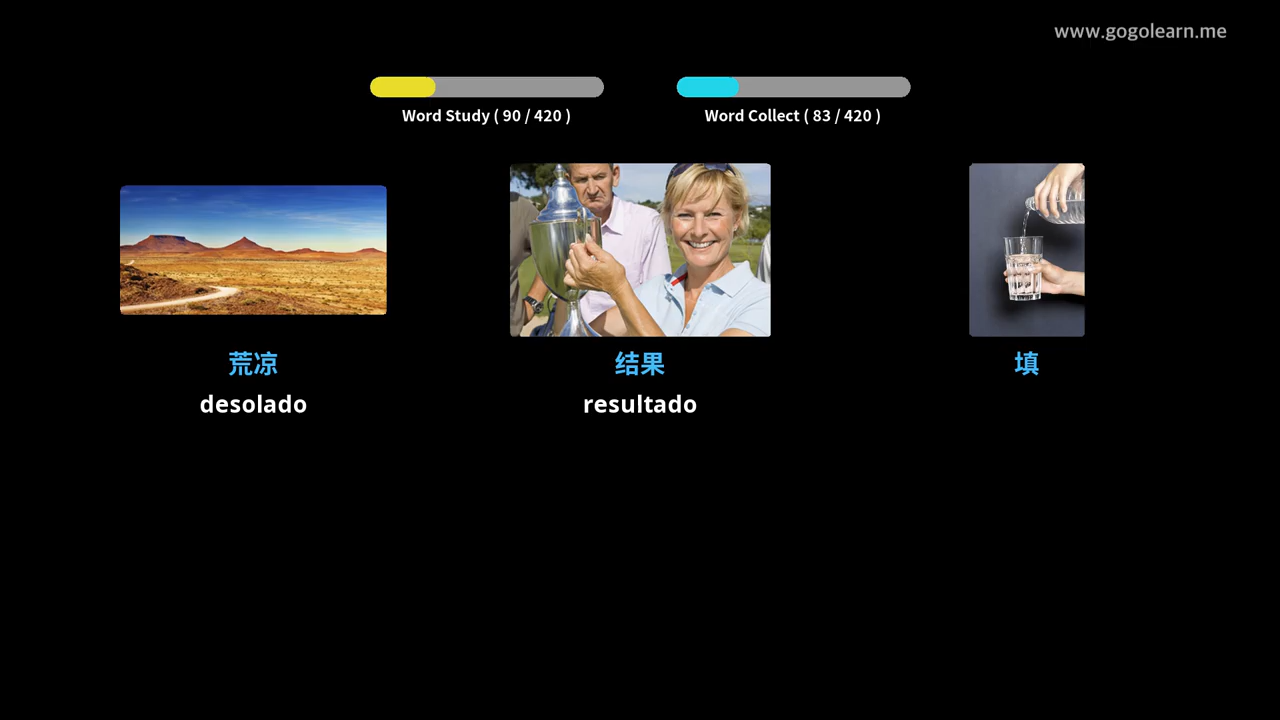 www.gogolearn.me
Word Study ( 90 / 420 )
Word Collect ( 83 / 420 )
荒凉
结果
填
desolado
resultado